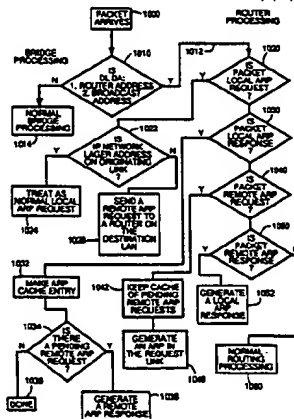 PACKET
ARRIVES
1000
ROUTER
PROCESSING
BRIDGE
PROCESSING
1010
1012
1020
IS
DL DA:
1. ROUTER ADDRESS
2. BROADCAST
ADDRESS
?
N
Y
IS
PACKET
LOCAL ARP
REQUEST
?
NORMAL
BRIDGE
PROCESSING
1014
Y
1022
1030
IS
PACKET
LOCAL ARP
RESPONSE
?
IS
IP NETWORK
LAGER ADDRESS
ON ORIGINATING
LINK
?
Y
N
Y
1040
IS
PACKET
REMOTE ARP
REQUEST
?
TREAT AS
NORMAL LOCAL
ARP REQUEST
1024
SEND A
REMOTE ARP
REQUEST TO
A ROUTER ON
THE
DESTINATION
LAN
1026
Y
1050
IS
PACKET
REMOTE ARP
RESPONSE
?
Y
1032
MAKE ARP
CACHE ENTRY
1042
KEEP CACHE
OF PENDING
REMOTE ARP
REQUESTS
GENERATE
A LOCAL
ARP
RESPONSE
1052
1034
IS
THERE
A PENDING
REMOTE ARP
REQUEST
?
N
Y
GENERATE
AN ARP IN
THE REQUEST
LINK
NORMAL
ROUTING
PROCESSING
1060
DONE
1036
GENERATE A
REMOTE ARP
RESPONSE